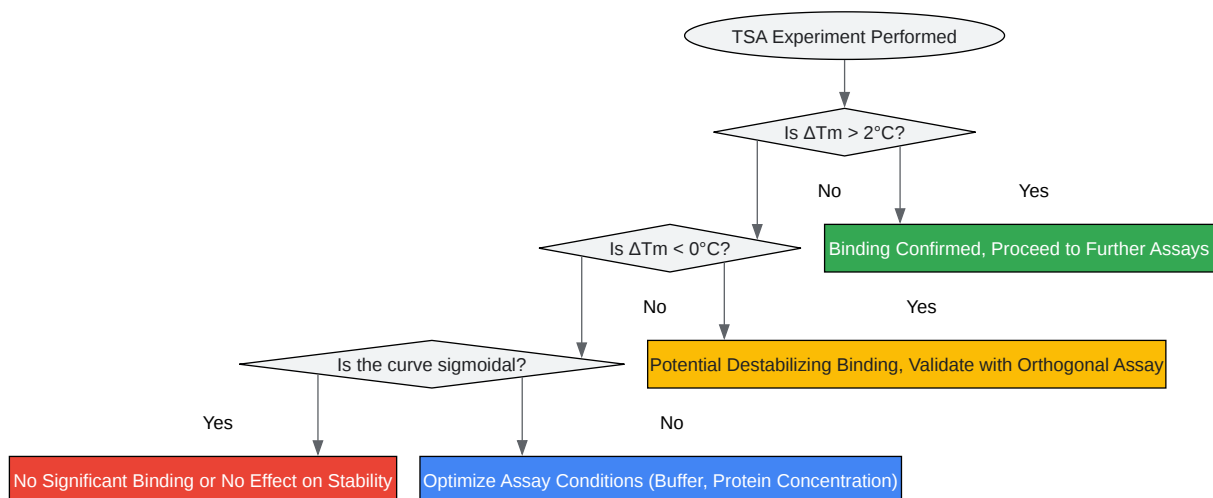 TSA Experiment Performed
Is ΔTm > 2°C?
No
Yes
Is ΔTm < 0°C?
Binding Confirmed, Proceed to Further Assays
No
Yes
Is the curve sigmoidal?
Potential Destabilizing Binding, Validate with Orthogonal Assay
Yes
No
No Significant Binding or No Effect on Stability
Optimize Assay Conditions (Buffer, Protein Concentration)